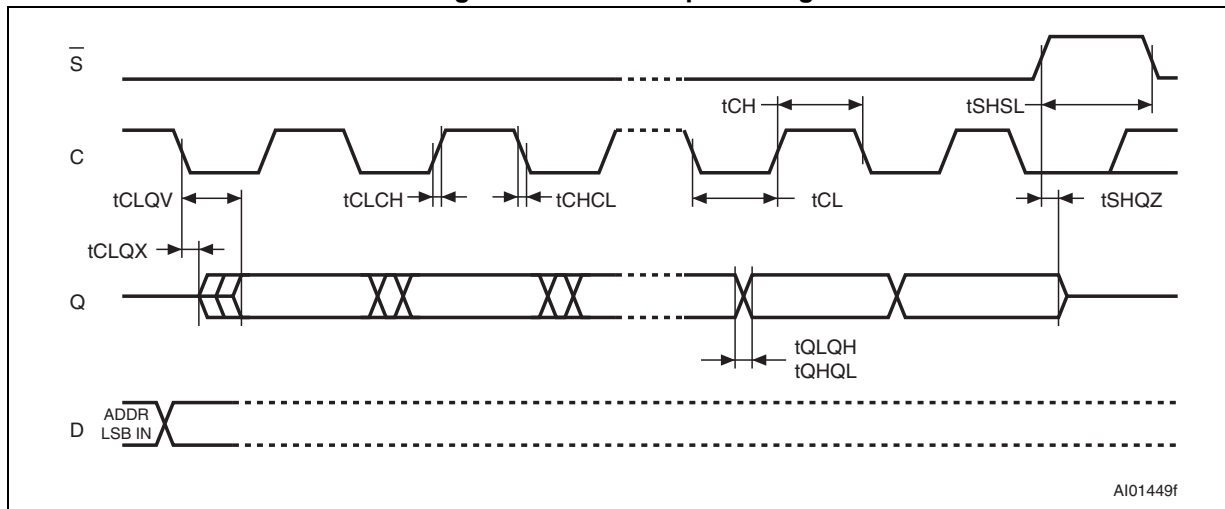 S
tCH
tSHSL
C
tCLQV
tCLCH
tCHCL
tCL
tSHQZ
tCLQX
Q
tQLQH
tQHQL
ADDR
D
LSB IN
AI01449f